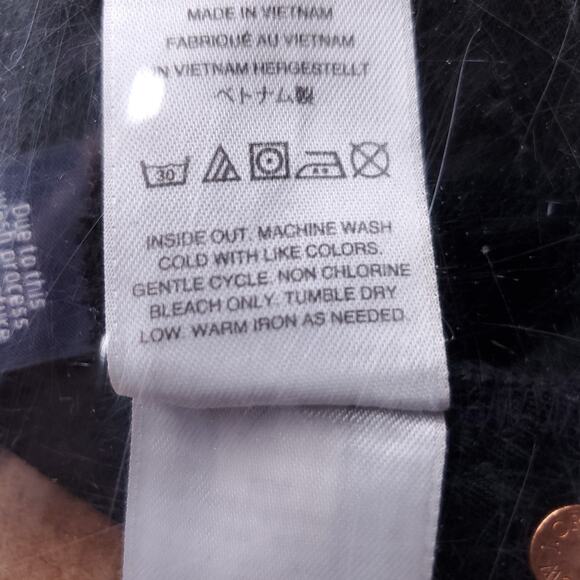 MADE IN VIETNAM
FABRIQUÉ AU VIETNAM
IN VIETNAM HERGESTELLT
ベトナム製
30
INSIDE OUT. MACHINE WASH
COLD WITH LIKE COLORS.
GENTLE CYCLE. NON CHLORINE
BLEACH ONLY. TUMBLE DRY
LOW. WARM IRON AS NEEDED.
Due to this
wash process